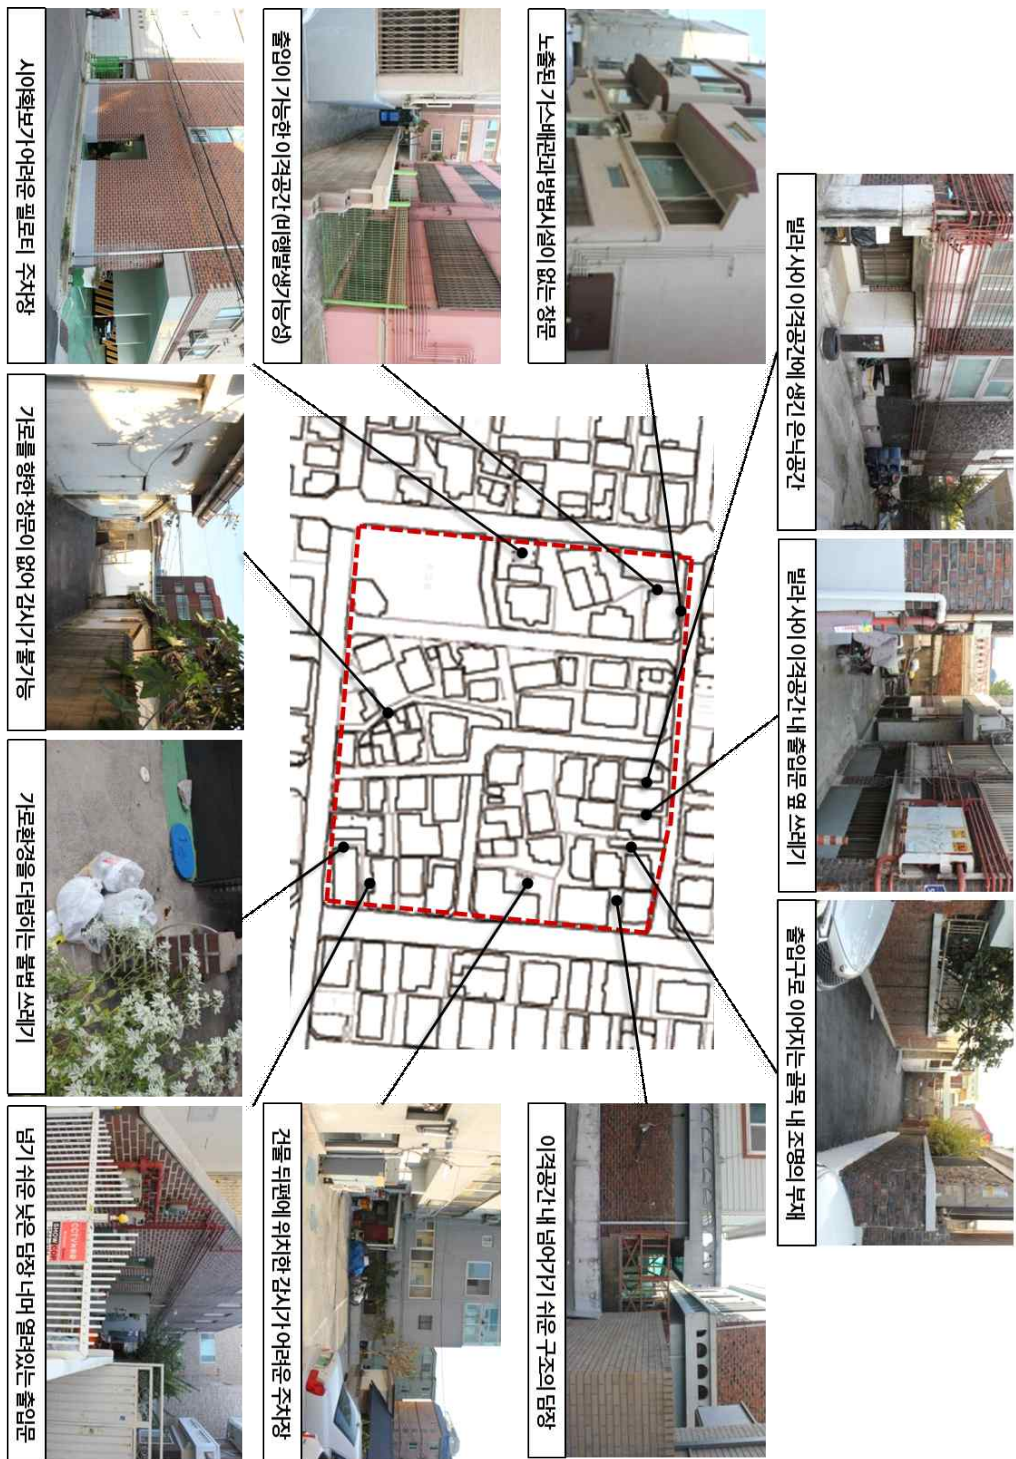 빌라 사이 이격공간에 생긴 은닉공간
빌라 사이 이격공간 내 출입문 옆 쓰레기
출입구로 이어지는 골목 내 조명의 부재
노출된 가스배관과 방범시설이 없는 창문
이격공간 내 넘어가기 쉬운 구조의 담장
출입이 가능한 이격공간 (비행발생가능성)
건물 뒤편에 위치한 감시가 어려운 주차장
시야확보가 어려운 필로티 주차장
가로를 향한 창문이 없어 감시가 불가능
가로환경을 더럽히는 불법 쓰레기
넘기 쉬운 낮은 담장 너머 열려있는 출입문
CCTV